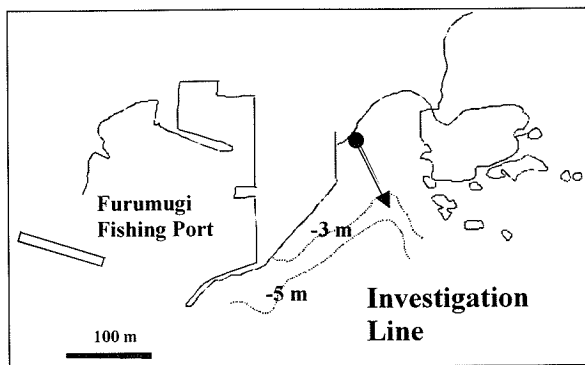 Furumugi
Fishing Port
-3 m
-5 m
Investigation
Line
100 m